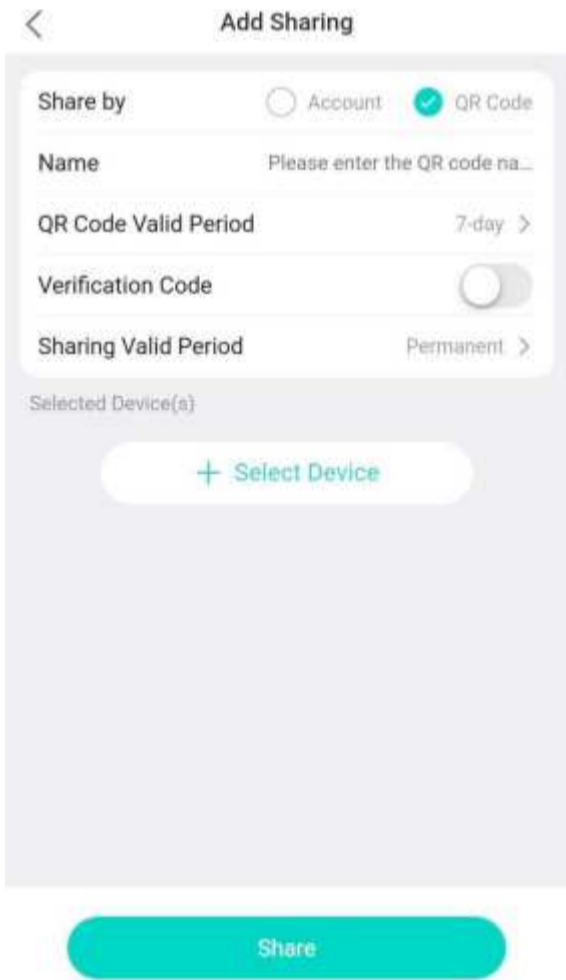 Add Sharing
Share by Account QR Code
Name Please enter the QR code na...
QR Code Valid Period 7-day
Verification Code
Sharing Valid Period Permanent
Selected Device(s)
+ Select Device
Share